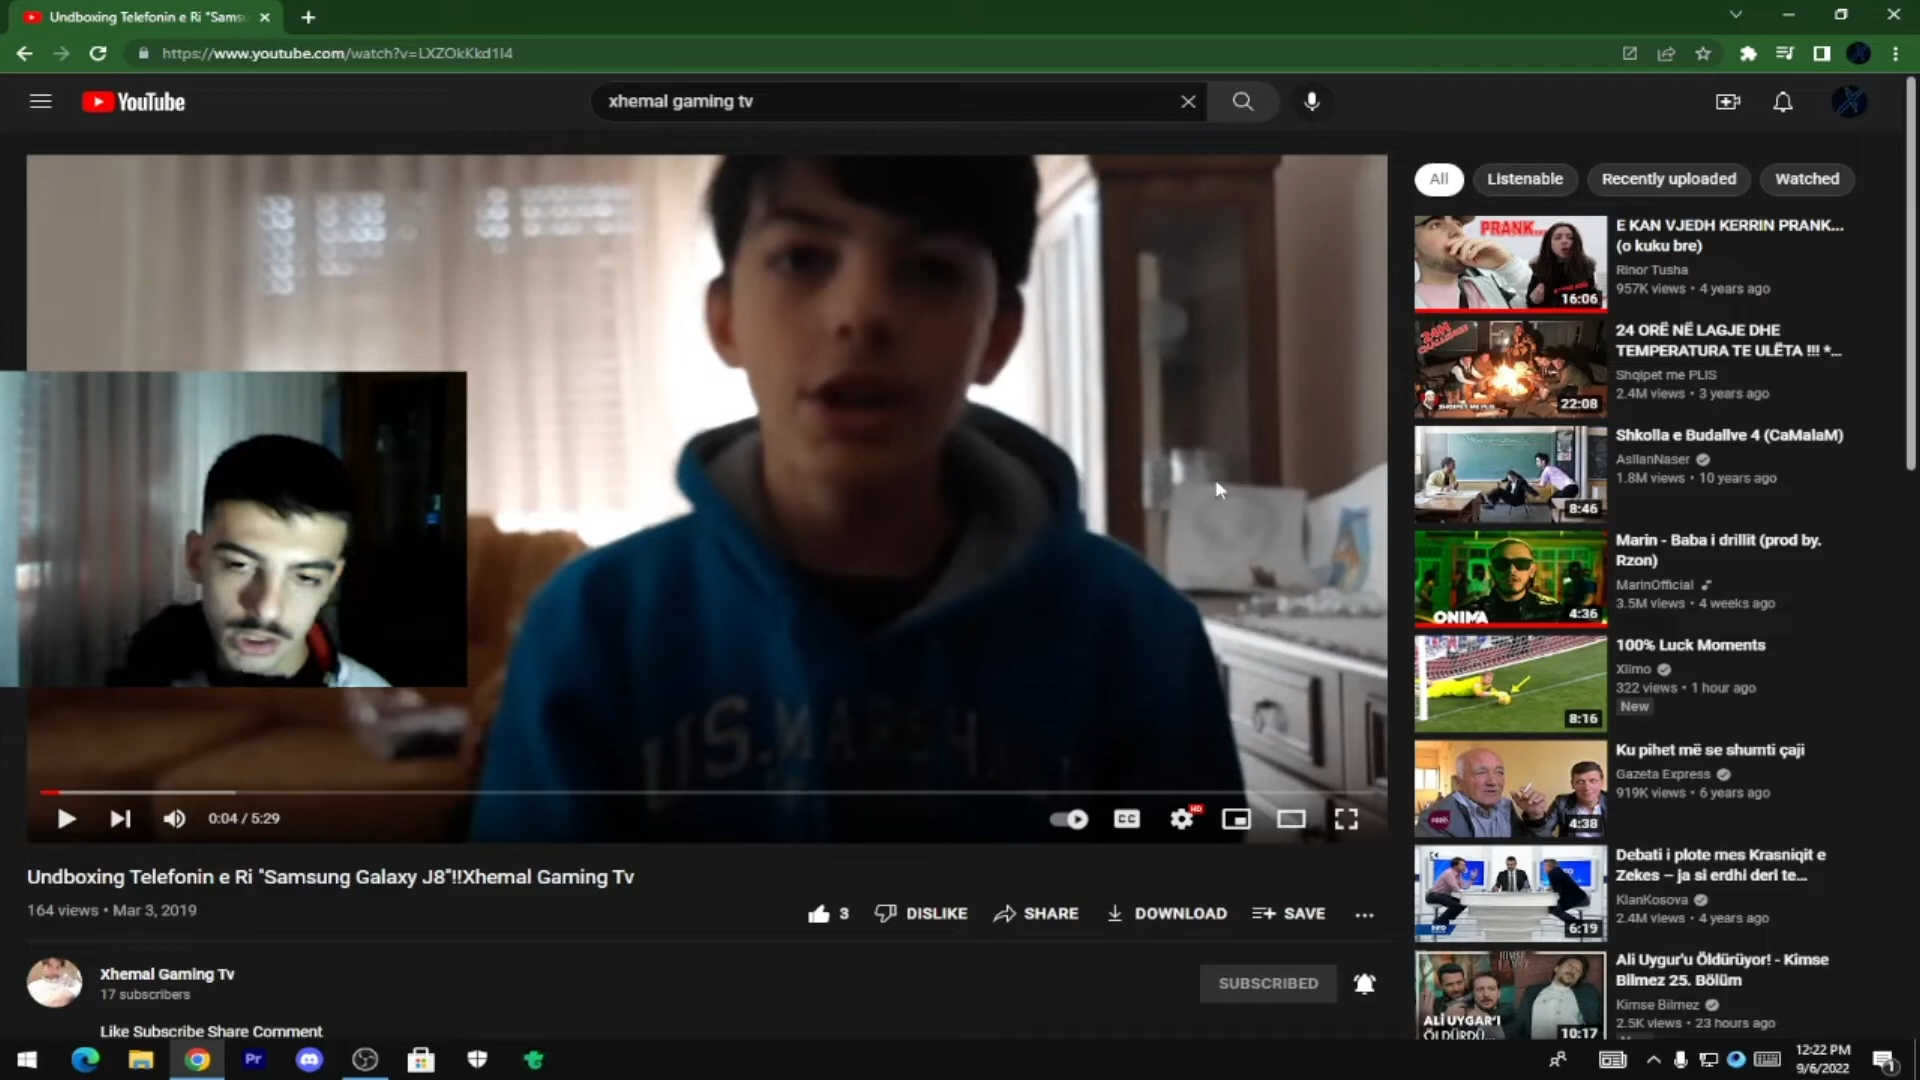 Undboxing Telefonin e Ri "Sams
https://www.youtube.com/watch?v=LXZOkKkd1l4
YouTube
xhemal gaming tv
All
Listenable
Recently uploaded
Watched
PRANK...
16:06
E KAN VJEDH KERRIN PRANK...
(o kuku bre)
Rinor Tusha
957K views • 4 years ago
22:08
24 ORË NË LAGJE DHE
TEMPERATURA TE ULËTA !!! *...
Shqipet me PLIS
2.4M views • 3 years ago
8:46
Shkolla e Budallve 4 (CaMaIaM)
AsllanNaser
1.8M views • 10 years ago
ONIMA
4:36
Marin - Baba i drillit (prod by.
Rzon)
MarinOfficial
3.5M views • 4 weeks ago
8:16
100% Luck Moments
Xlimo
322 views • 1 hour ago
New
4:38
Ku pihet më se shumti çaji
Gazeta Express
919K views • 6 years ago
6:19
Debati i plote mes Krasniqit e
Zekes – ja si erdhi deri te...
KlanKosova
2.4M views • 4 years ago
ALİ UYGAR'I
ÖLDÜRDÜ...
10:17
Ali Uygur'u Öldürüyor! - Kimse
Bilmez 25. Bölüm
Kimse Bilmez
2.5K views • 23 hours ago
U.S. MARSHAL
0:04 / 5:29
CC
HD
Undboxing Telefonin e Ri "Samsung Galaxy J8"!!Xhemal Gaming Tv
164 views • Mar 3, 2019
3
DISLIKE
SHARE
DOWNLOAD
SAVE
Xhemal Gaming Tv
17 subscribers
SUBSCRIBED
Like Subscribe Share Comment
Pr
12:22 PM
9/6/2022
1